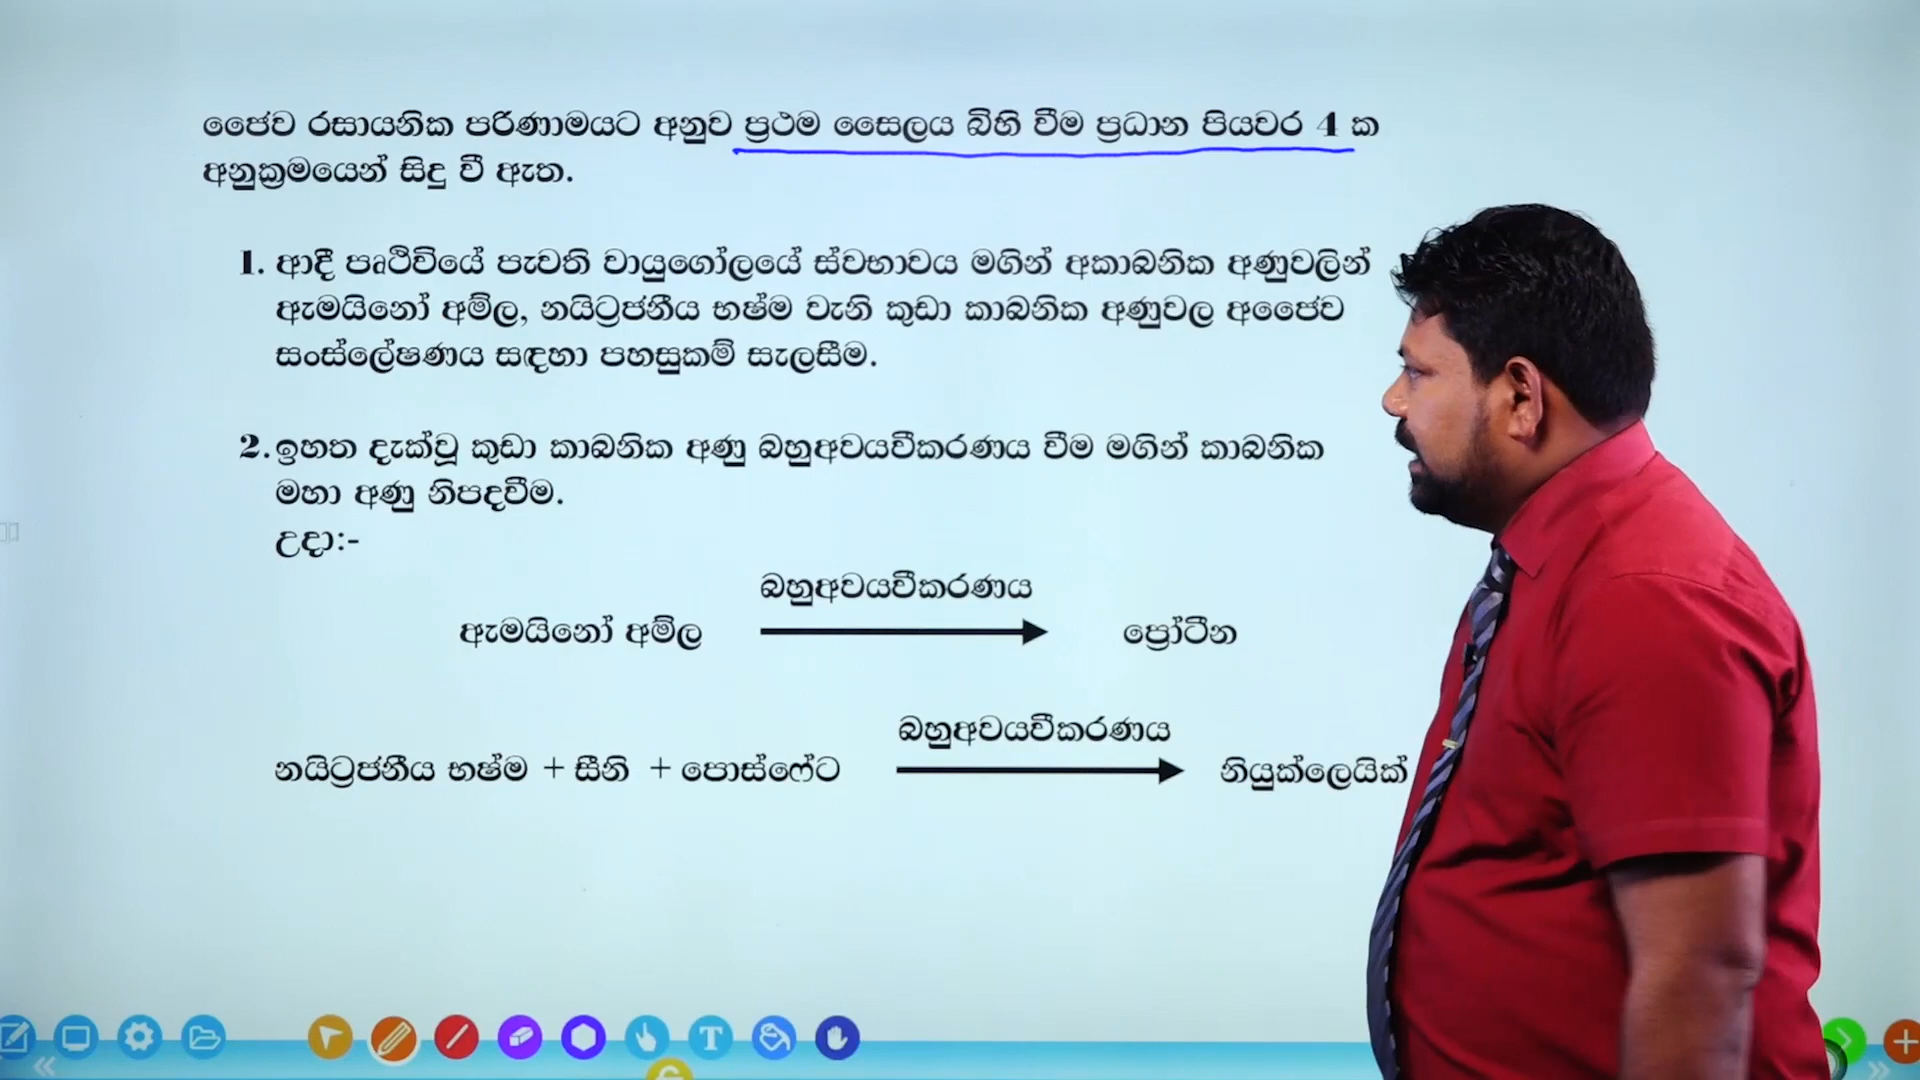 ජෛව රසායනික පරිණාමයට අනුව ප්‍රථම සෛලය බිහි වීම ප්‍රධාන පියවර 4 ක
අනුක්‍රමයෙන් සිදු වී ඇත.
1. ආදී පෘථිවියේ පැවති වායුගෝලයේ ස්වභාවය මගින් අකාබනික අණුවලින්
ඇමයිනෝ අම්ල, නයිට්‍රජනීය භෂ්ම වැනි කුඩා කාබනික අණුවල අජෛව
සංස්ලේෂණය සඳහා පහසුකම් සැලසීම.
2. ඉහත දැක්වූ කුඩා කාබනික අණු බහුඅවයවීකරණය වීම මගින් කාබනික
මහා අණු නිපදවීම.
උදා:-
බහුඅවයවීකරණය
ඇමයිනෝ අම්ල ප්‍රෝටීන
බහුඅවයවීකරණය
නයිට්‍රජනීය භෂ්ම + සීනි + පොස්ෆේට නියුක්ලෙයික්
T